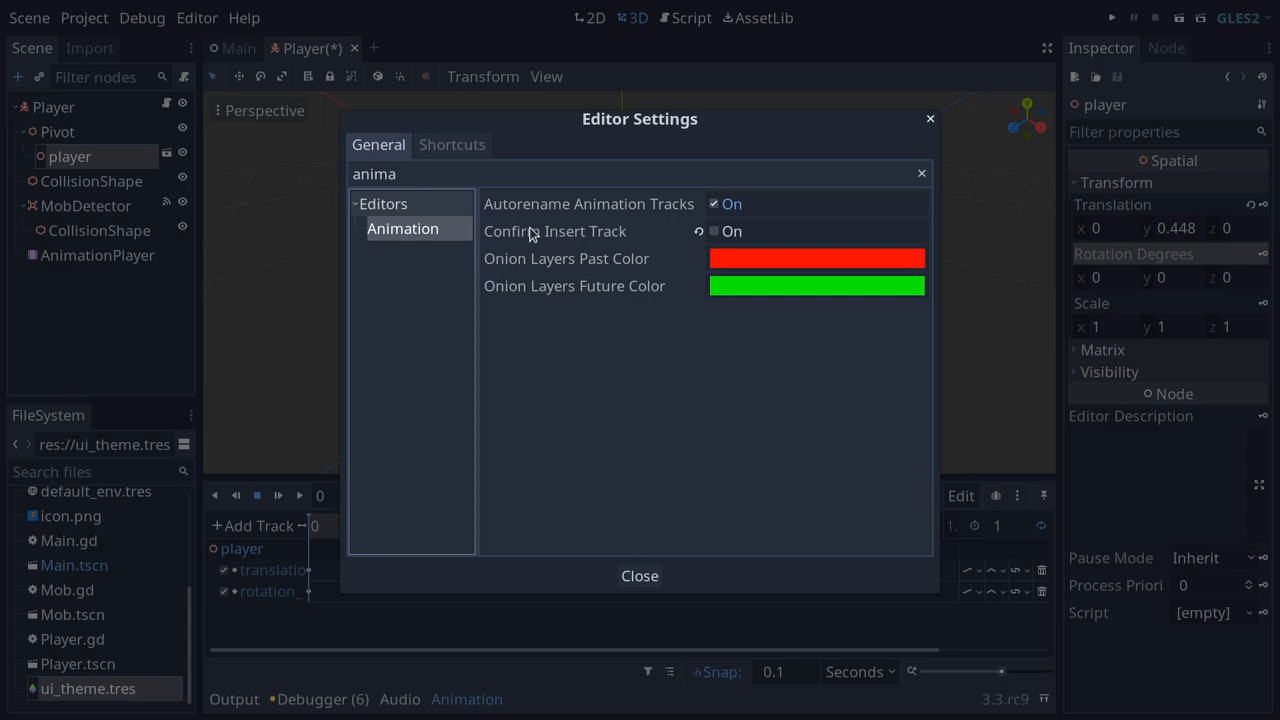 Scene Project Debug Editor Help 2D 3D Script AssetLib GLES2
Scene Import
Main Player(*)
Inspector Node
Filter nodes
Transform View
Perspective
Player
Pivot
player
CollisionShape
MobDetector
CollisionShape
AnimationPlayer
Editor Settings
General Shortcuts
anima
Editors
Animation
Autorename Animation Tracks On
Confirm Insert Track On
Onion Layers Past Color
Onion Layers Future Color
Close
player
Filter properties
Spatial
Transform
Translation
x 0 y 0.448 z 0
Rotation Degrees
x 0 y 0 z 0
Scale
x 1 y 1 z 1
Matrix
Visibility
Node
Editor Description
Pause Mode Inherit
Process Priori 0
Script [empty]
FileSystem
res://ui_theme.tres
Search files
default_env.tres
icon.png
Main.gd
Main.tscn
Mob.gd
Mob.tscn
Player.gd
Player.tscn
ui_theme.tres
0 Edit
Add Track 0 1. 1
player
translatio
rotation_
Snap: 0.1 Seconds
Output Debugger (6) Audio Animation 3.3.rc9